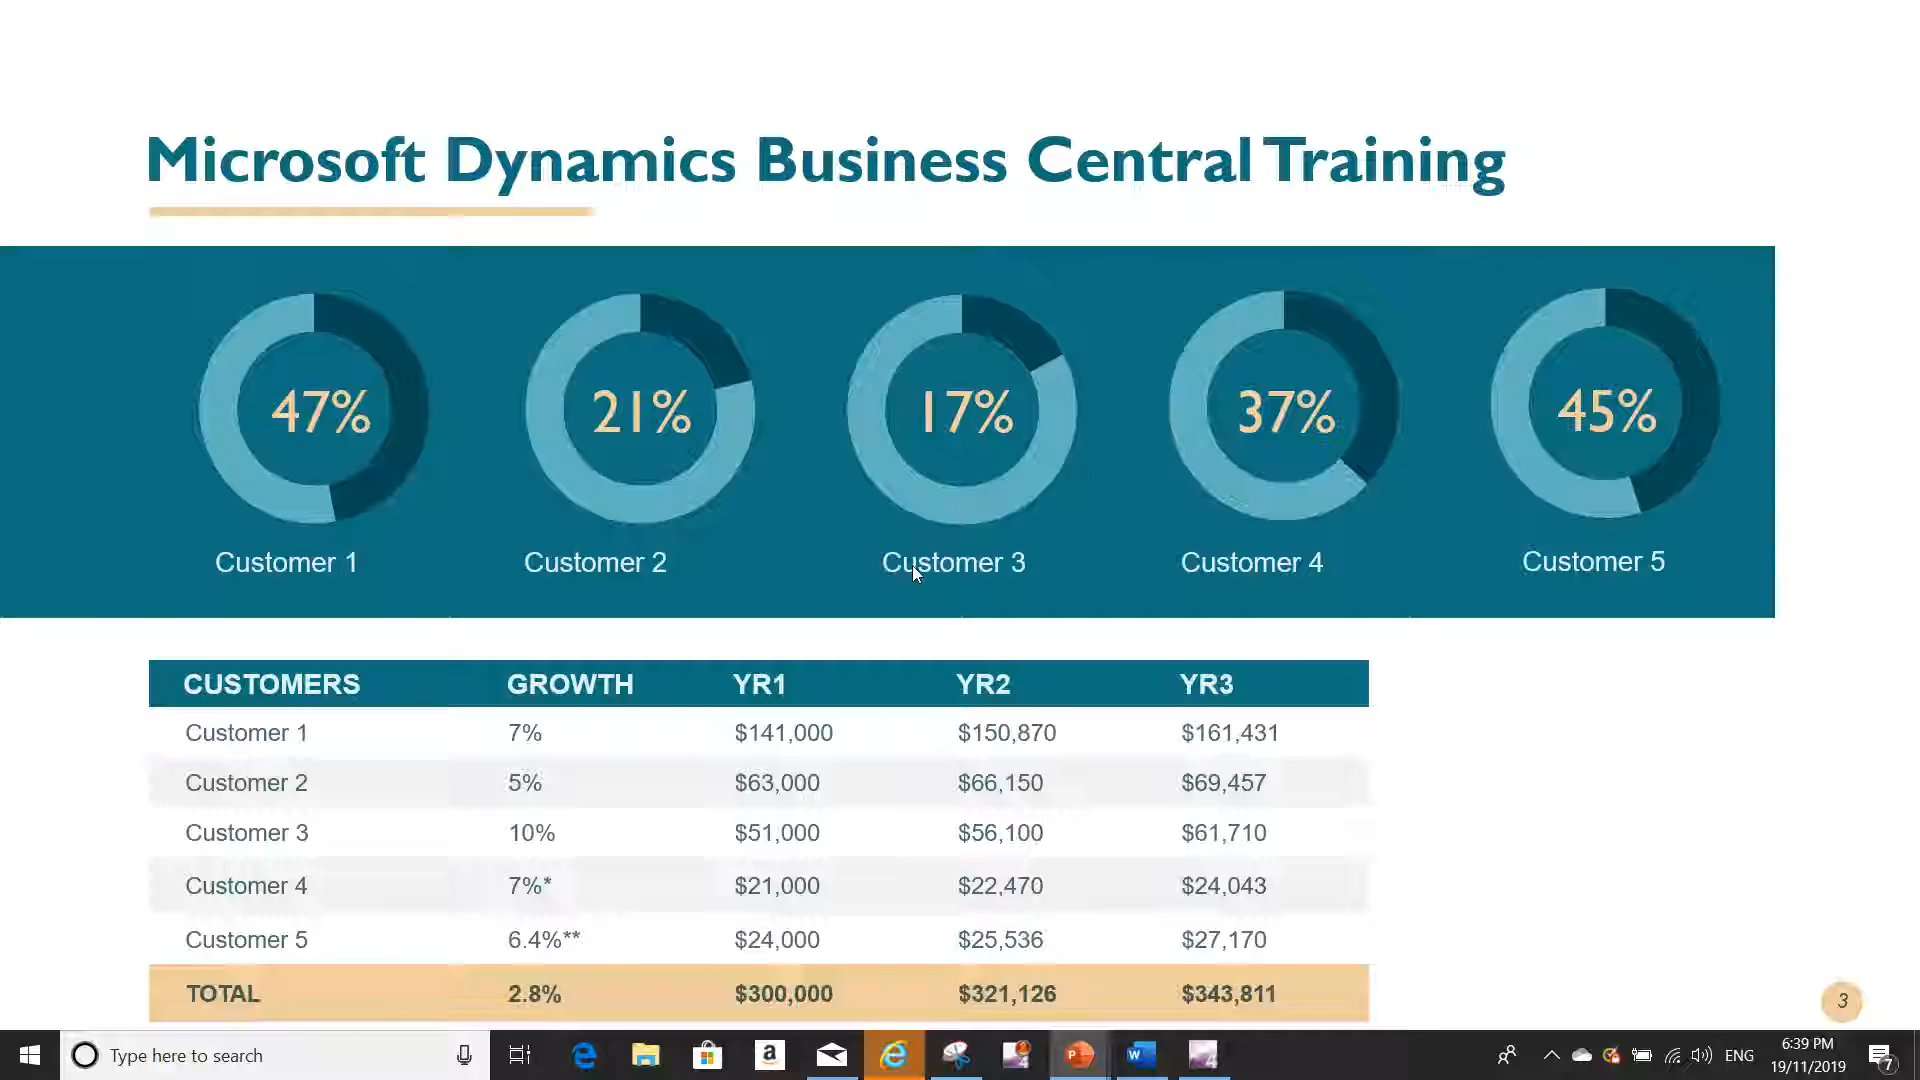 Microsoft Dynamics Business Central Training
47% 21% 17% 37% 45%
Customer 1 Customer 2 Customer 3 Customer 4 Customer 5
CUSTOMERS GROWTH YR1 YR2 YR3
Customer 1 7% $141,000 $150,870 $161,431
Customer 2 5% $63,000 $66,150 $69,457
Customer 3 10% $51,000 $56,100 $61,710
Customer 4 7%* $21,000 $22,470 $24,043
Customer 5 6.4%** $24,000 $25,536 $27,170
TOTAL 2.8% $300,000 $321,126 $343,811
3
Type here to search
ENG
6:39 PM
19/11/2019
7